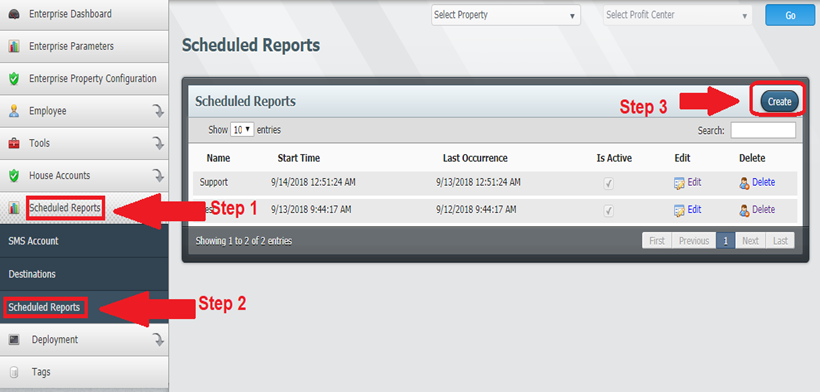 Enterprise Dashboard
Enterprise Parameters
Enterprise Property Configuration
Employee
Tools
House Accounts
Scheduled Reports
Step 1
SMS Account
Destinations
Scheduled Reports
Step 2
Deployment
Tags
Select Property Select Profit Center Go
Scheduled Reports
Scheduled Reports Step 3 Create
Show 10 entries Search:
Name Start Time Last Occurrence Is Active Edit Delete
Support 9/14/2018 12:51:24 AM 9/13/2018 12:51:24 AM Edit Delete
9/13/2018 9:44:17 AM 9/12/2018 9:44:17 AM Edit Delete
Showing 1 to 2 of 2 entries First Previous 1 Next Last